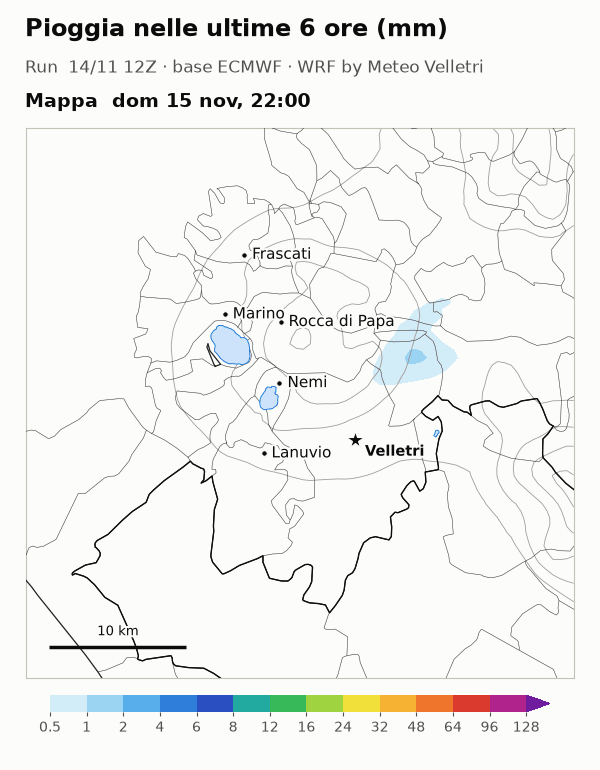 Pioggia nelle ultime 6 ore (mm)
Run  14/11 12Z · base ECMWF · WRF by Meteo Velletri
Mappa  dom 15 nov, 22:00
Frascati
Marino
Rocca di Papa
Nemi
Velletri
Lanuvio
10 km
0.5 1 2 4 6 8 12 16 24 32 48 64 96 128